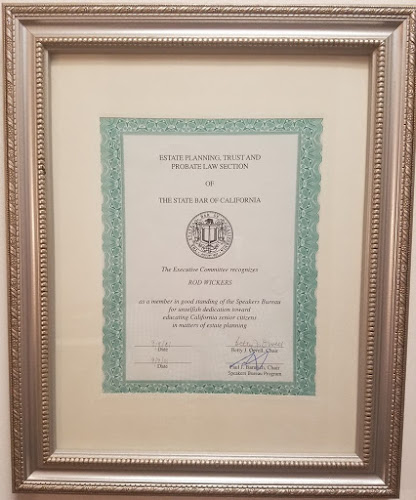 ESTATE PLANNING, TRUST AND
PROBATE LAW SECTION
OF
THE STATE BAR OF CALIFORNIA
The Executive Committee recognizes
ROD WICKERS
as a member in good standing of the Speakers Bureau
for unselfish dedication toward
educating California senior citizens
in matters of estate planning
Date
Betty J. Chair
Date
Paul J. Chair
Speakers Bureau Program